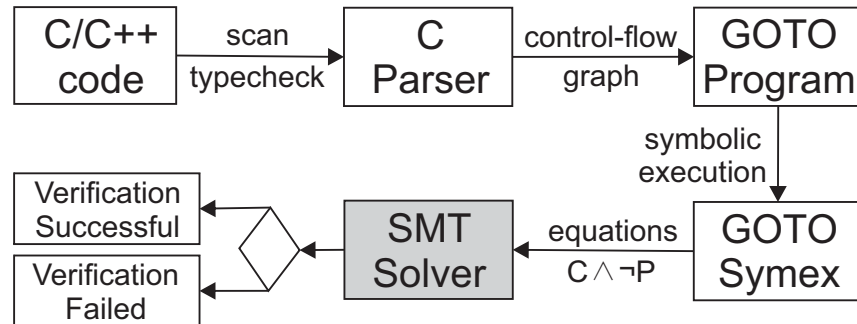 C/C++
code
scan
typecheck
C
Parser
control-flow
graph
GOTO
Program
symbolic
execution
GOTO
Symex
equations
C∧¬P
SMT
Solver
Verification
Successful
Verification
Failed